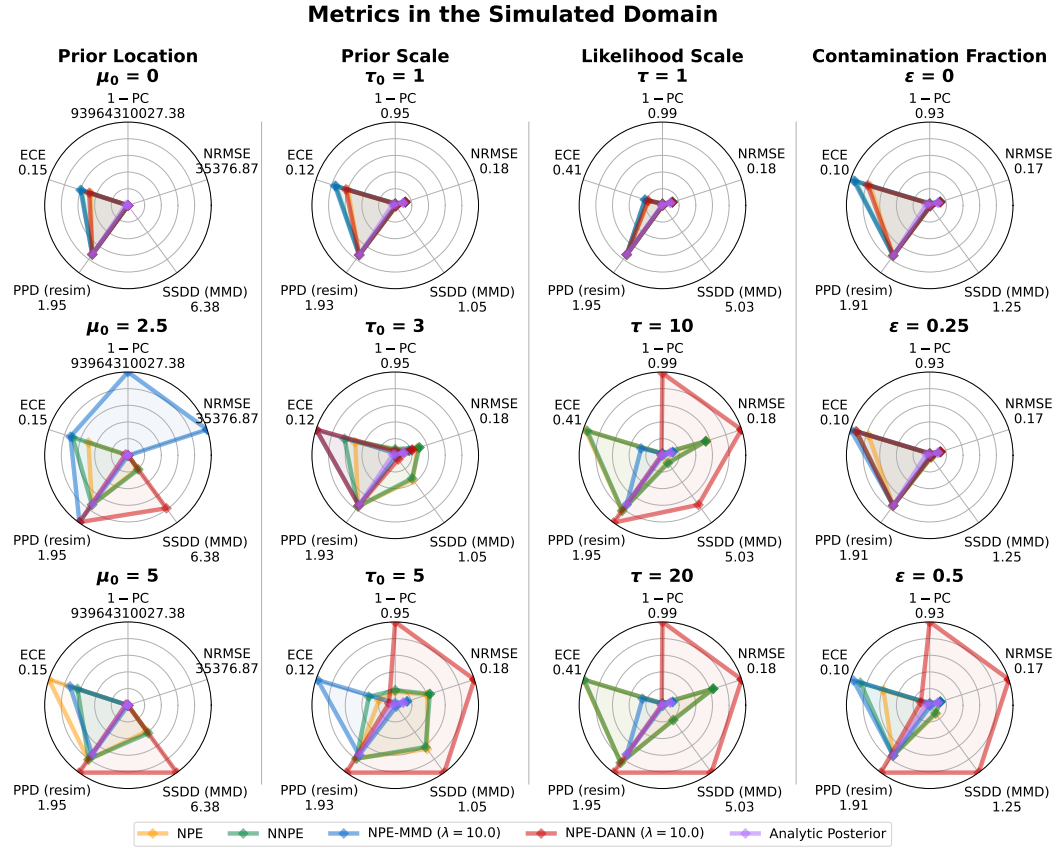 Metrics in the Simulated Domain
Prior Location
Prior Scale
Likelihood Scale
Contamination Fraction
μ₀ = 0
τ₀ = 1
τ = 1
ε = 0
1 − PC
93964310027.38
NRMSE
35376.87
ECE
0.15
PPD (resim)
1.95
SSDD (MMD)
6.38
1 − PC
0.95
NRMSE
0.18
ECE
0.12
PPD (resim)
1.93
SSDD (MMD)
1.05
1 − PC
0.99
NRMSE
0.18
ECE
0.41
PPD (resim)
1.95
SSDD (MMD)
5.03
1 − PC
0.93
NRMSE
0.17
ECE
0.10
PPD (resim)
1.91
SSDD (MMD)
1.25
μ₀ = 2.5
τ₀ = 3
τ = 10
ε = 0.25
1 − PC
93964310027.38
NRMSE
35376.87
ECE
0.15
PPD (resim)
1.95
SSDD (MMD)
6.38
1 − PC
0.95
NRMSE
0.18
ECE
0.12
PPD (resim)
1.93
SSDD (MMD)
1.05
1 − PC
0.99
NRMSE
0.18
ECE
0.41
PPD (resim)
1.95
SSDD (MMD)
5.03
1 − PC
0.93
NRMSE
0.17
ECE
0.10
PPD (resim)
1.91
SSDD (MMD)
1.25
μ₀ = 5
τ₀ = 5
τ = 20
ε = 0.5
1 − PC
93964310027.38
NRMSE
35376.87
ECE
0.15
PPD (resim)
1.95
SSDD (MMD)
6.38
1 − PC
0.95
NRMSE
0.18
ECE
0.12
PPD (resim)
1.93
SSDD (MMD)
1.05
1 − PC
0.99
NRMSE
0.18
ECE
0.41
PPD (resim)
1.95
SSDD (MMD)
5.03
1 − PC
0.93
NRMSE
0.17
ECE
0.10
PPD (resim)
1.91
SSDD (MMD)
1.25
NPE
NNPE
NPE-MMD (λ = 10.0)
NPE-DANN (λ = 10.0)
Analytic Posterior